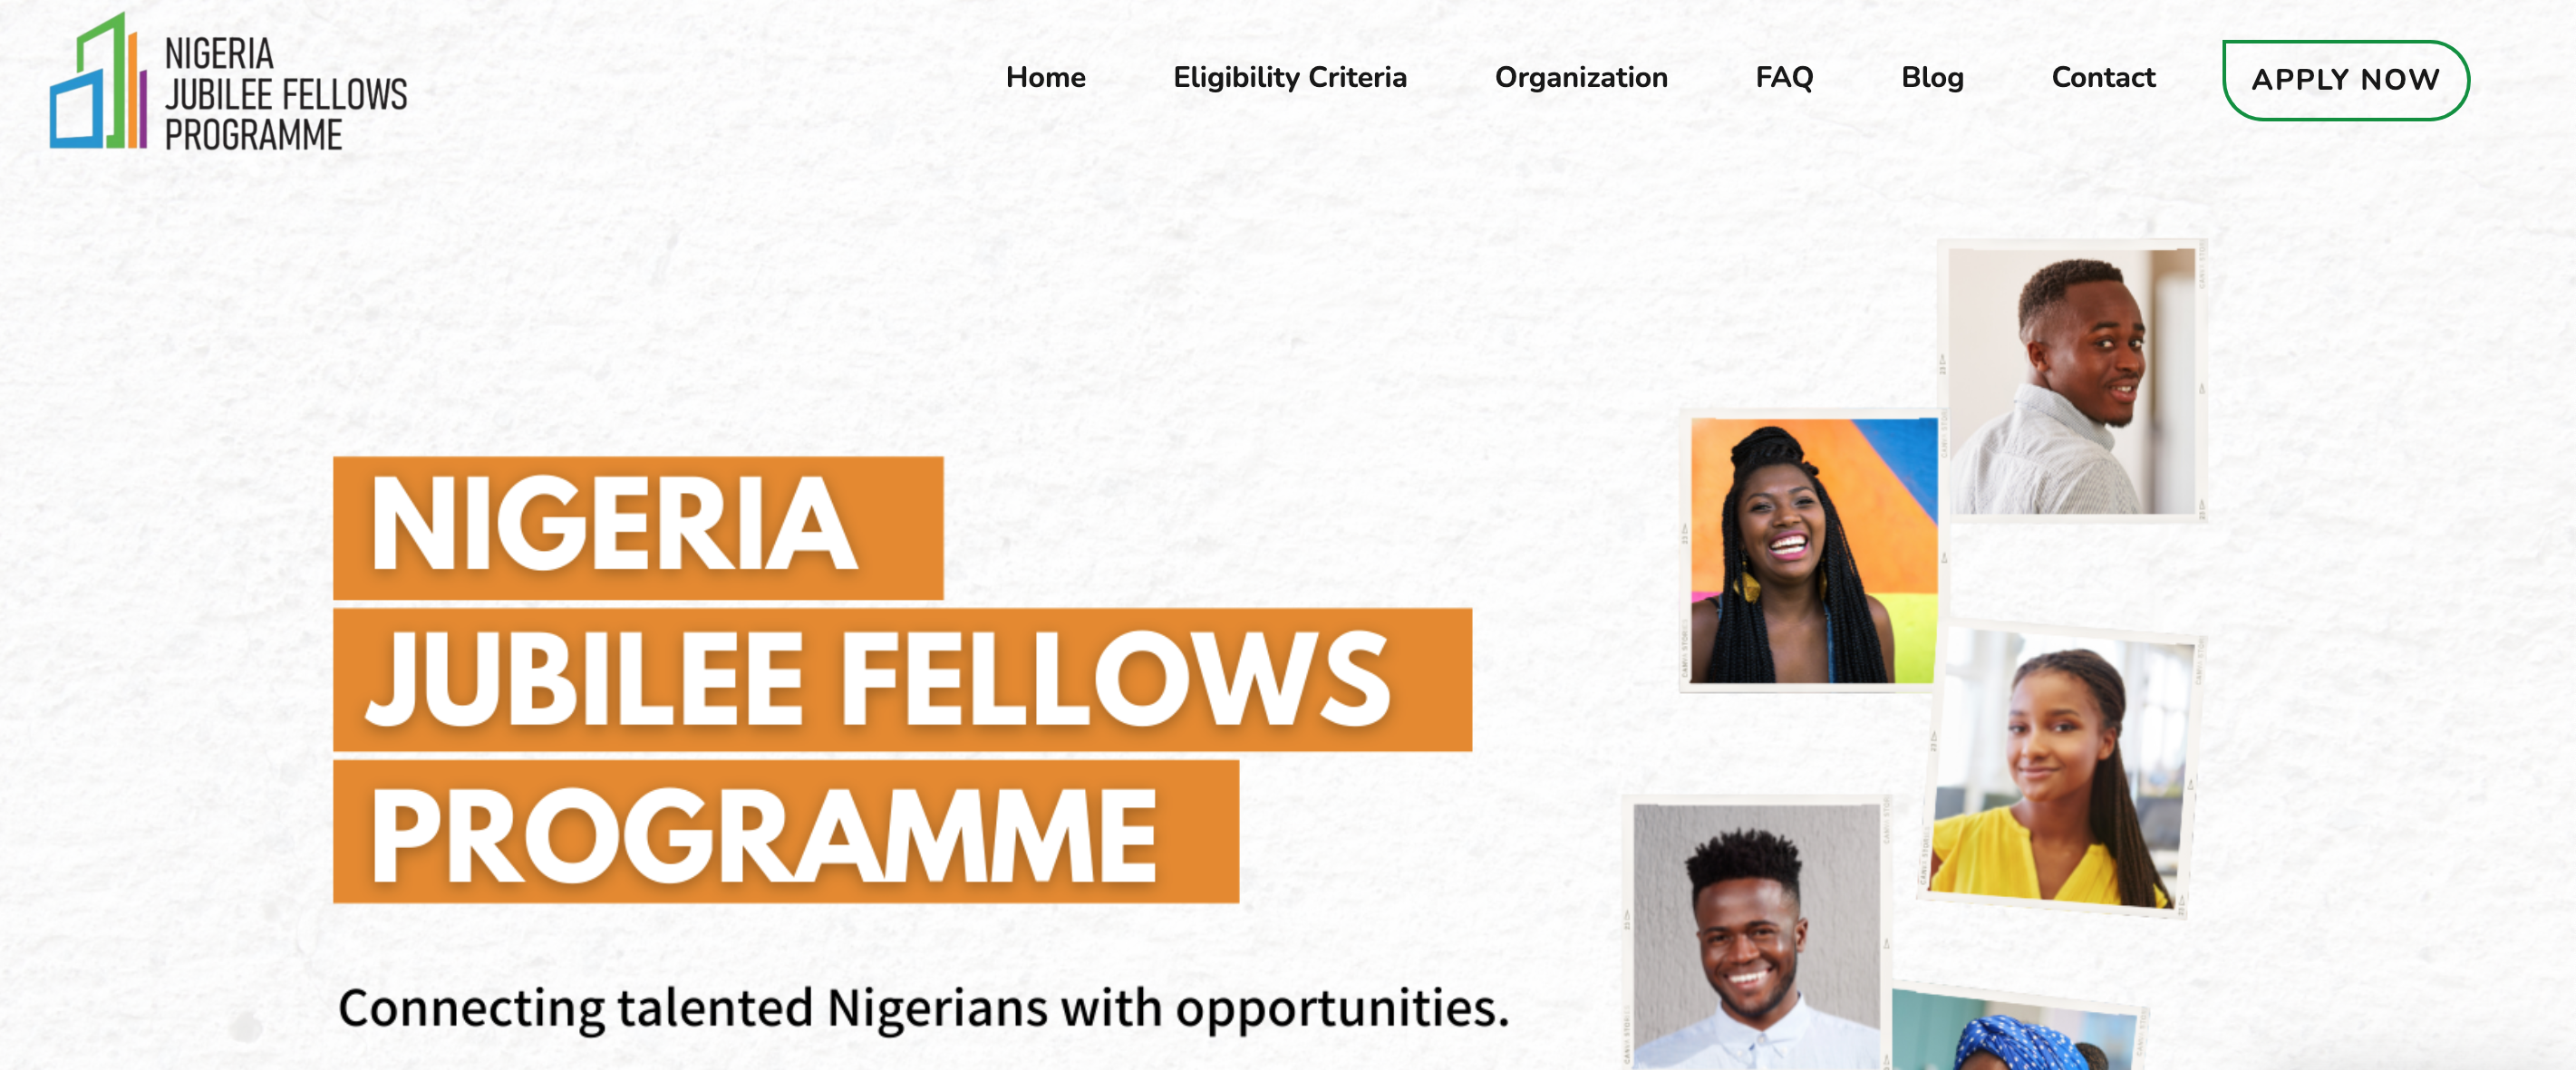 NIGERIA
JUBILEE FELLOWS
PROGRAMME
Home
Eligibility Criteria
Organization
FAQ
Blog
Contact
APPLY NOW
NIGERIA
JUBILEE FELLOWS
PROGRAMME
Connecting talented Nigerians with opportunities.